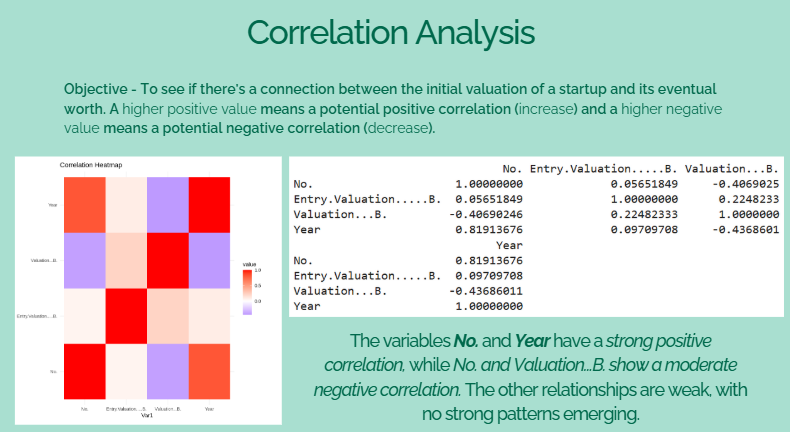 Correlation Analysis
Objective - To see if there's a connection between the initial valuation of a startup and its eventual
worth. A higher positive value means a potential positive correlation (increase) and a higher negative
value means a potential negative correlation (decrease).
Correlation Heatmap
Year
Valuation...B.
Entry.Valuation.....B.
No.
No.
Entry.Valuation.....B.
Valuation...B.
Year
Var1
value
1.0
0.5
0.0
No. Entry.Valuation.....B. Valuation...B.
No. 1.00000000 0.05651849 -0.4069025
Entry.Valuation.....B. 0.05651849 1.00000000 0.2248233
Valuation...B. -0.40690246 0.22482333 1.0000000
Year 0.81913676 0.09709708 -0.4368601
Year
No. 0.81913676
Entry.Valuation.....B. 0.09709708
Valuation...B. -0.43686011
Year 1.00000000
The variables No. and Year have a strong positive
correlation, while No. and Valuation...B. show a moderate
negative correlation. The other relationships are weak, with
no strong patterns emerging.